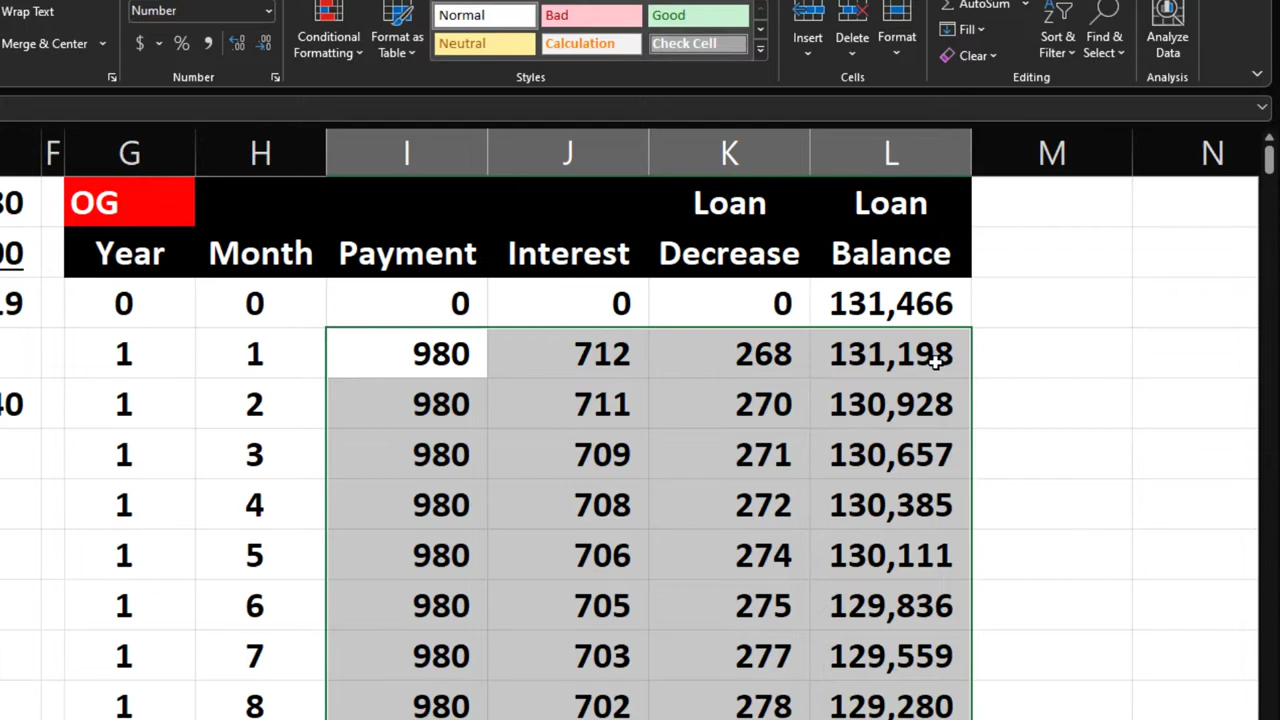 Wrap Text
Number
Normal
Bad
Good
AutoSum
Merge & Center
$ % ,
Conditional
Formatting
Format as
Table
Neutral
Calculation
Check Cell
Insert
Delete
Format
Fill
Clear
Sort &
Filter
Find &
Select
Analyze
Data
Number
Styles
Cells
Editing
Analysis
F G H I J K L M N
30 OG Loan Loan
00 Year Month Payment Interest Decrease Balance
19 0 0 0 0 0 131,466
1 1 980 712 268 131,198
40 1 2 980 711 270 130,928
1 3 980 709 271 130,657
1 4 980 708 272 130,385
1 5 980 706 274 130,111
1 6 980 705 275 129,836
1 7 980 703 277 129,559
1 8 980 702 278 129,280